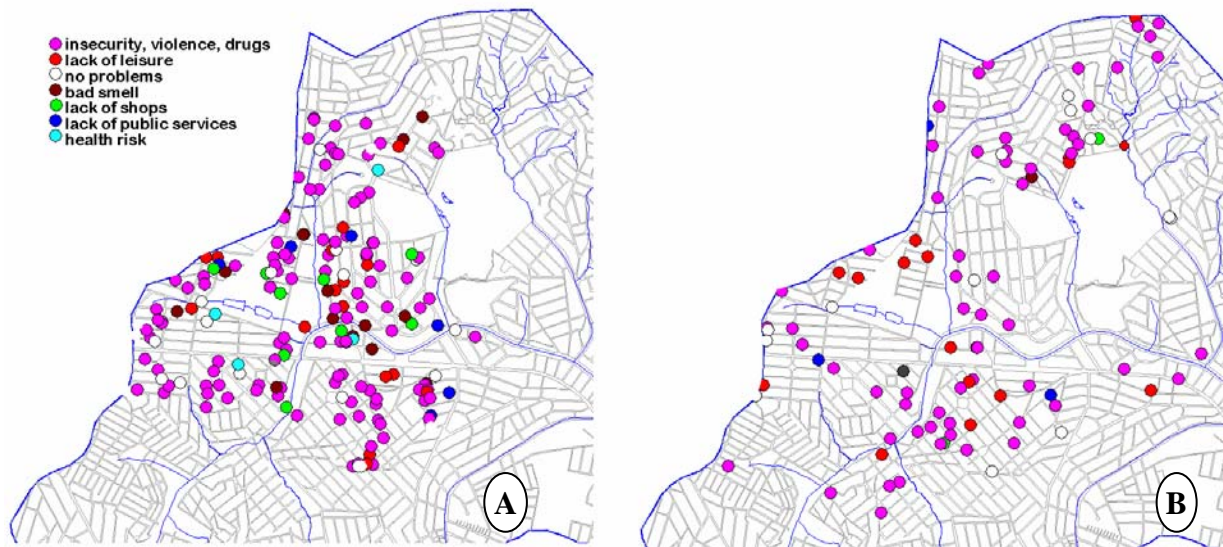 insecurity, violence, drugs
lack of leisure
no problems
bad smell
lack of shops
lack of public services
health risk
A
B